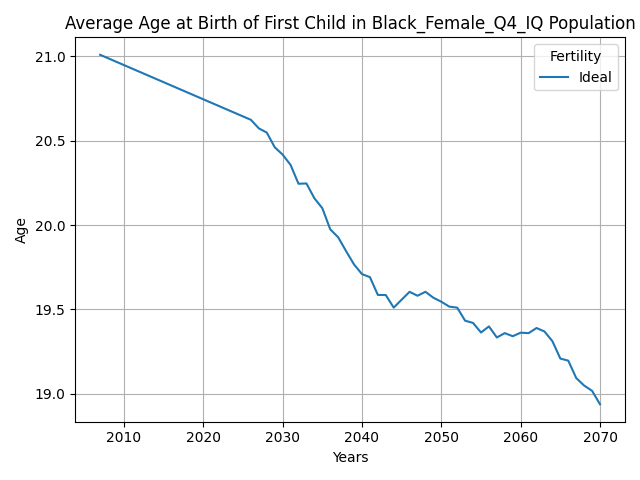 Average Age at Birth of First Child in Black_Female_Q4_IQ Population
Fertility
Ideal
21.0
20.5
20.0
19.5
19.0
Age
2010 2020 2030 2040 2050 2060 2070
Years